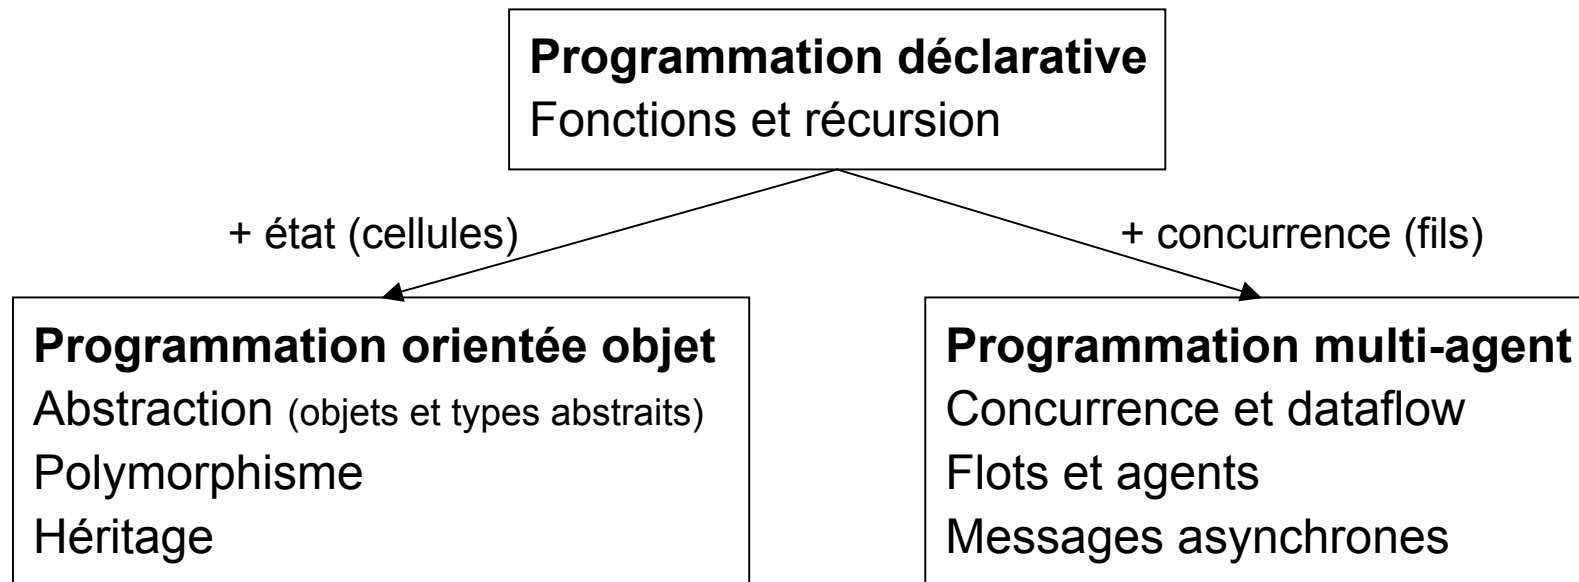 Programmation déclarative
Fonctions et récursion
+ état (cellules)
+ concurrence (fils)
Programmation orientée objet
Abstraction (objets et types abstraits)
Polymorphisme
Héritage
Programmation multi-agent
Concurrence et dataflow
Flots et agents
Messages asynchrones